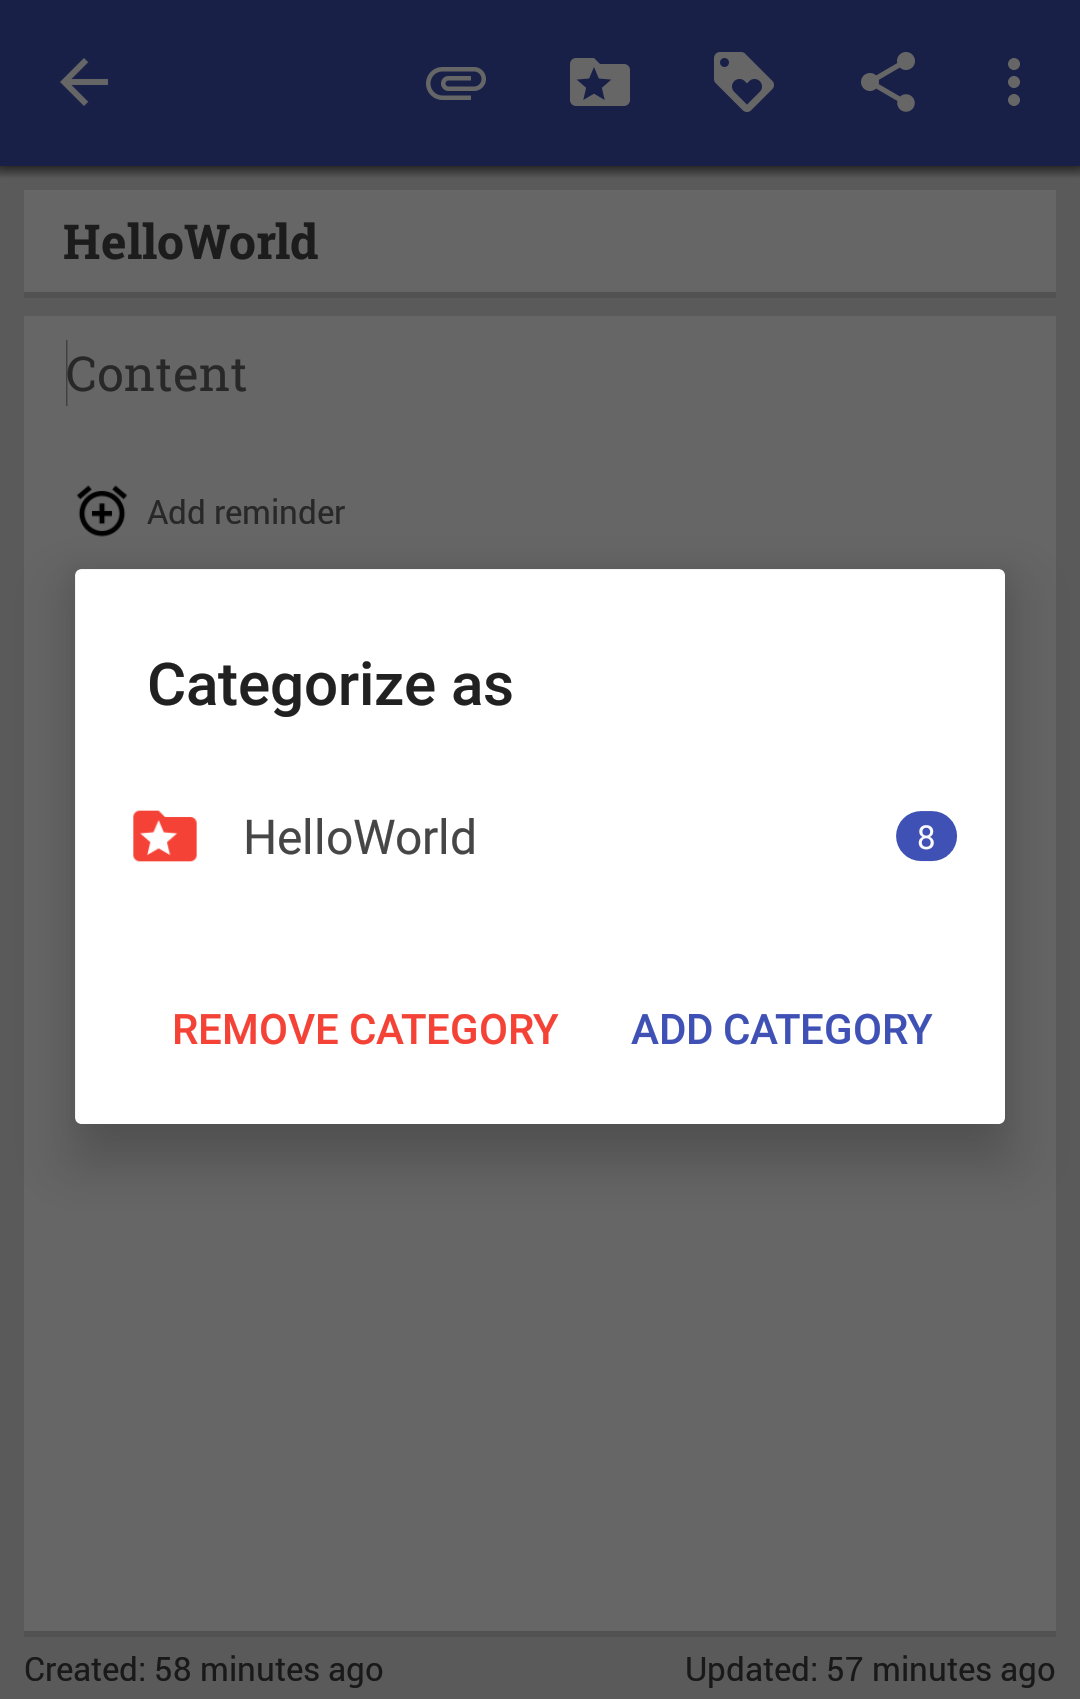 HelloWorld
Content
Add reminder
Categorize as
HelloWorld
8
REMOVE CATEGORY
ADD CATEGORY
Created: 58 minutes ago
Updated: 57 minutes ago